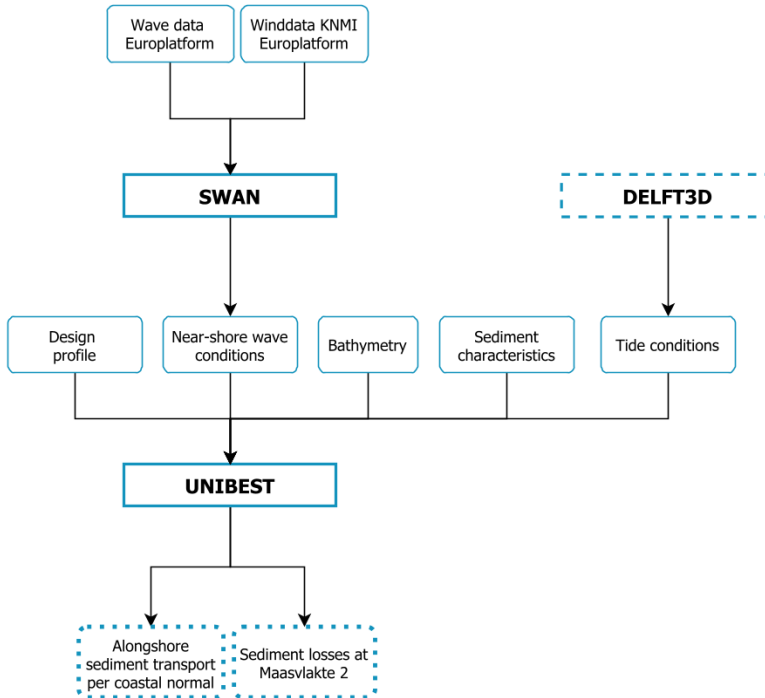 Wave data
Europlatform
Winddata KNMI
Europlatform
SWAN
DELFT3D
Design
profile
Near-shore wave
conditions
Bathymetry
Sediment
characteristics
Tide conditions
UNIBEST
Alongshore
sediment transport
per coastal normal
Sediment losses at
Maasvlakte 2